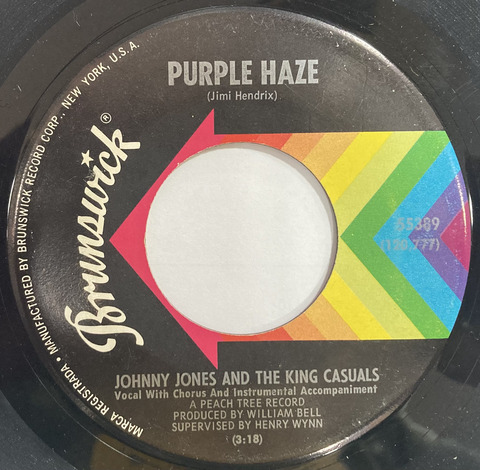 PURPLE HAZE
(Jimi Hendrix)
Brunswick®
55389
(120,777)
JOHNNY JONES AND THE KING CASUALS
Vocal With Chorus And Instrumental Accompaniment
A PEACH TREE RECORD
PRODUCED BY WILLIAM BELL
SUPERVISED BY HENRY WYNN
(3:18)
MARCA REGISTRADA • MANUFACTURED BY BRUNSWICK RECORD CORP., NEW YORK, U.S.A.